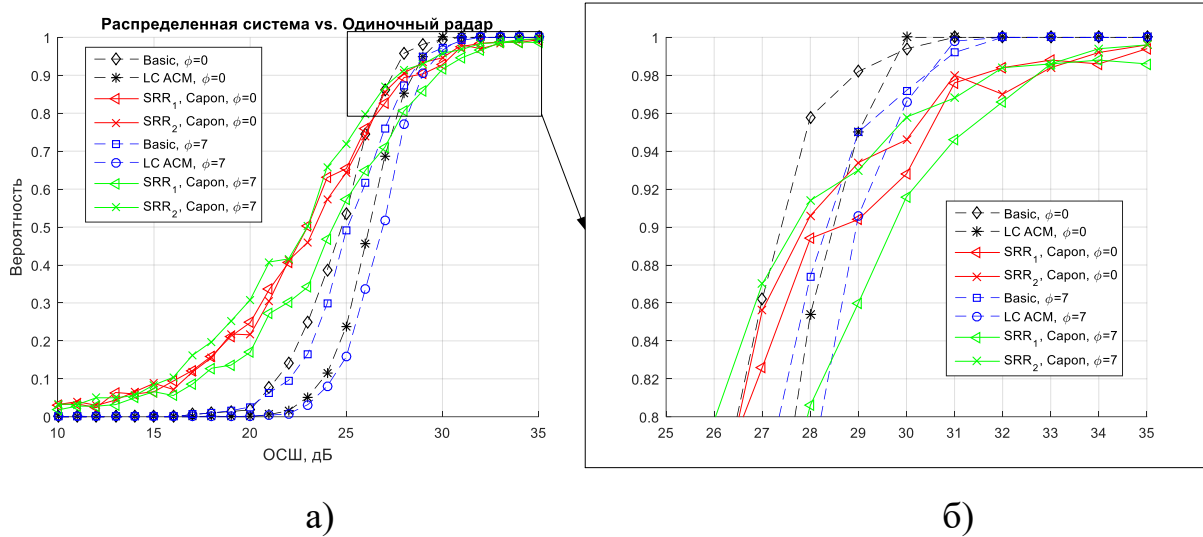 Распределенная система vs. Одиночный радар
Вероятность
1
0.9
0.8
0.7
0.6
0.5
0.4
0.3
0.2
0.1
0
10
15
20
25
30
35
ОСШ, дБ
Basic, ϕ=0
LC ACM, ϕ=0
SRR₁, Capon, ϕ=0
SRR₂, Capon, ϕ=0
Basic, ϕ=7
LC ACM, ϕ=7
SRR₁, Capon, ϕ=7
SRR₂, Capon, ϕ=7
а)
1
0.98
0.96
0.94
0.92
0.9
0.88
0.86
0.84
0.82
0.8
25
26
27
28
29
30
31
32
33
34
35
Basic, ϕ=0
LC ACM, ϕ=0
SRR₁, Capon, ϕ=0
SRR₂, Capon, ϕ=0
Basic, ϕ=7
LC ACM, ϕ=7
SRR₁, Capon, ϕ=7
SRR₂, Capon, ϕ=7
б)